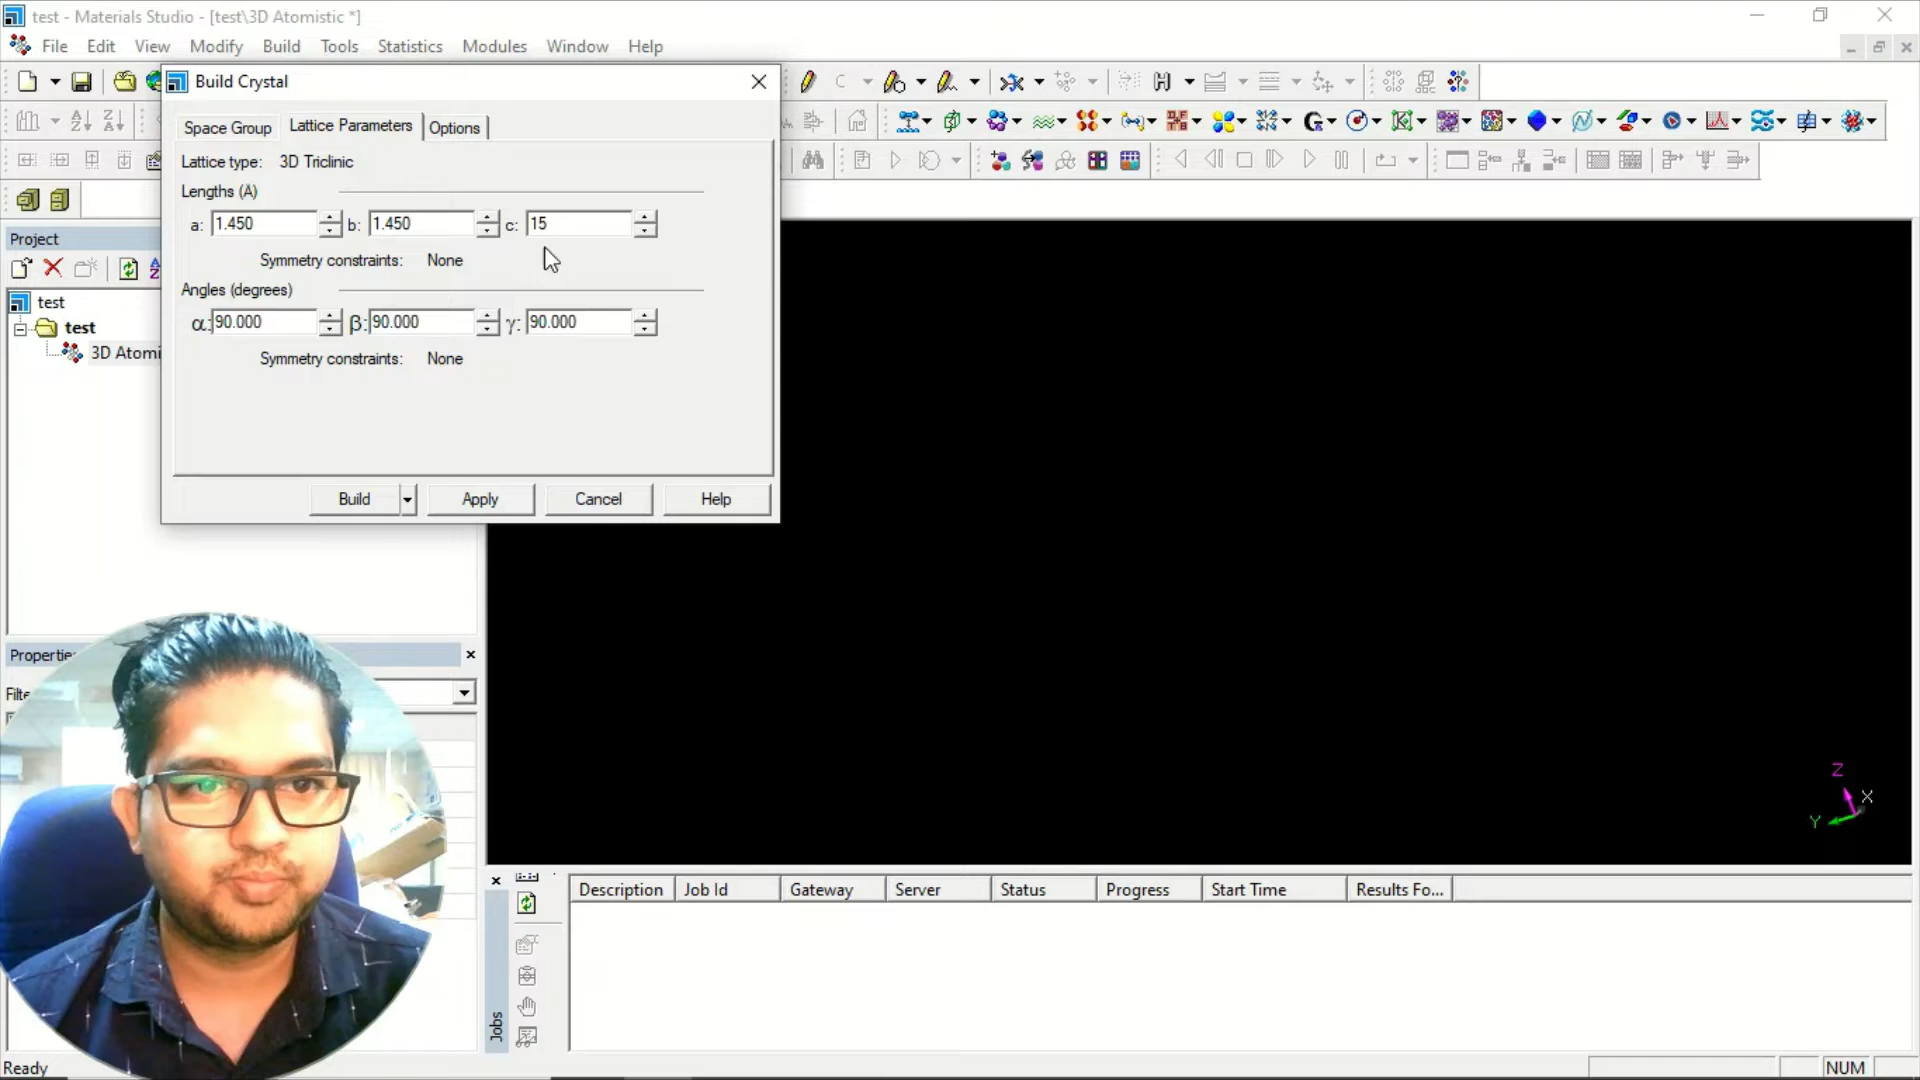 test - Materials Studio - [test\3D Atomistic *]
File Edit View Modify Build Tools Statistics Modules Window Help
Build Crystal
Space Group Lattice Parameters Options
Lattice type: 3D Triclinic
Lengths (Å)
a: 1.450 b: 1.450 c: 15
Symmetry constraints: None
Angles (degrees)
α: 90.000 β: 90.000 γ: 90.000
Symmetry constraints: None
Build Apply Cancel Help
Project
test
test
3D Atomi
Properties
Filte
Z
X
Y
Description Job Id Gateway Server Status Progress Start Time Results Fo...
Jobs
Ready
NUM